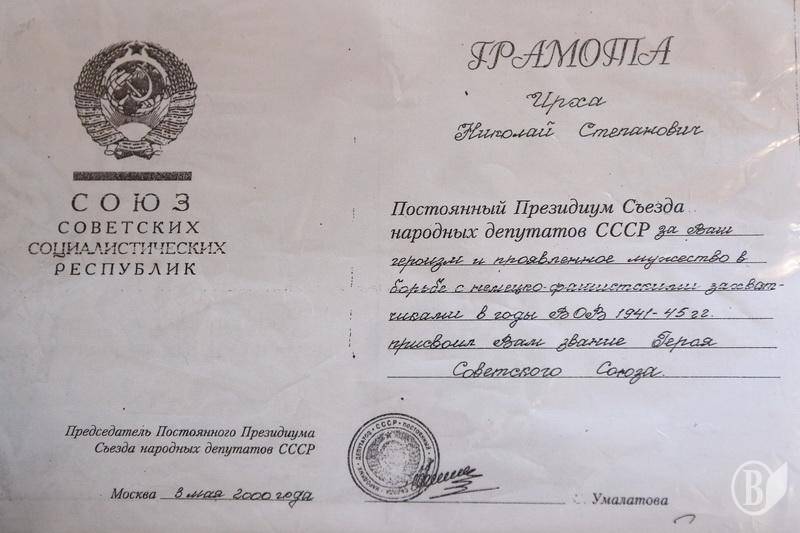 СОЮЗ
СОВЕТСКИХ
СОЦИАЛИСТИЧЕСКИХ
РЕСПУБЛИК
ГРАМОТА
Ирха
Николай Степанович
Постоянный Президиум Съезда
народных депутатов СССР за Ваш
героизм и проявленное мужество в
борьбе с немецко-фашистскими захват-
чиками в годы ВОВ 1941-45 гг.
присвоил Вам звание Героя
Советского Союза.
Председатель Постоянного Президиума
Съезда народных депутатов СССР
Москва 3 мая 2000 года
Умалатова
СССР
В